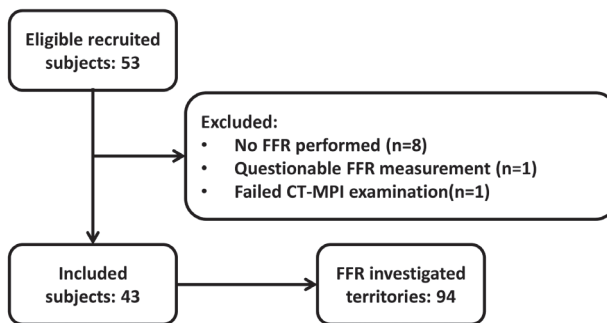 Eligible recruited
subjects: 53
Excluded:
• No FFR performed (n=8)
• Questionable FFR measurement (n=1)
• Failed CT-MPI examination(n=1)
Included
subjects: 43
FFR investigated
territories: 94